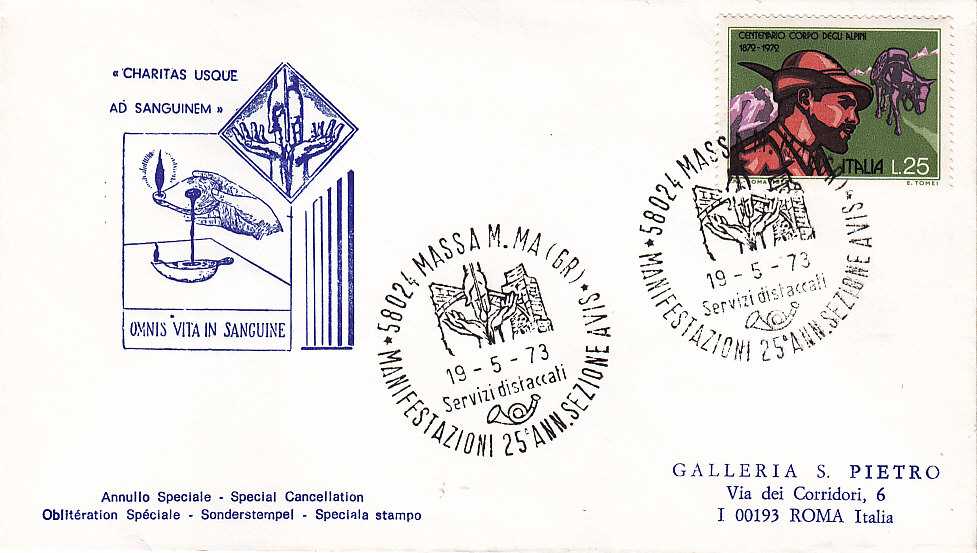 « CHARITAS USQUE
AD SANGUINEM »
OMNIS VITA IN SANGUINE
CENTENARIO CORPO DEGLI ALPINI
1872-1972
ITALIA L.25
E. TOMEI
* 58024 MASSA M. MA (GR) *
19 - 5 - 73
Servizi distaccati
MANIFESTAZIONI 25° ANN. SEZIONE AVIS
* 58024 MASSA
19 - 5 - 73
Servizi distaccati
MANIFESTAZIONI 25° ANN. SEZIONE AVIS *
Annullo Speciale - Special Cancellation
Oblitération Spéciale - Sonderstempel - Speciala stampo
GALLERIA S. PIETRO
Via dei Corridori, 6
I 00193 ROMA Italia